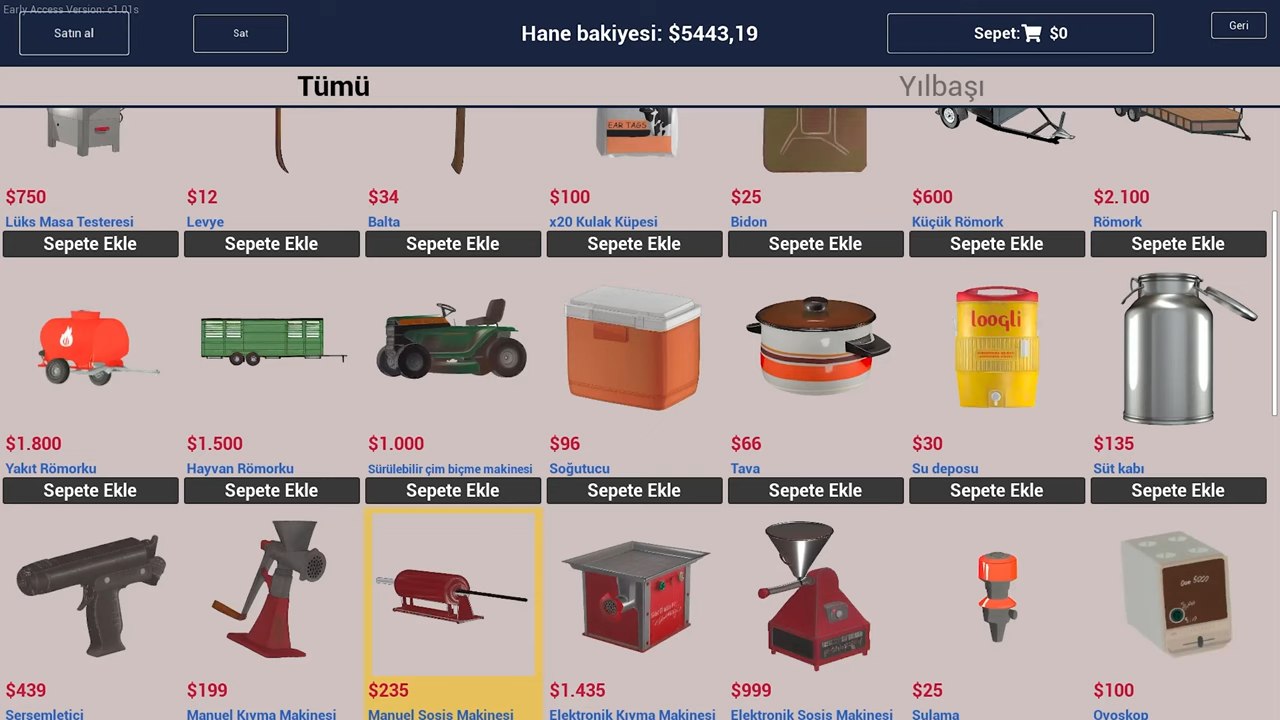 Early Access Version: c1.01s
Satın al
Sat
Hane bakiyesi: $5443,19
Sepet: $0
Geri
Tümü
Yılbaşı
EAR TAGS
$750
$12
$34
$100
$25
$600
$2.100
Lüks Masa Testeresi
Levye
Balta
x20 Kulak Küpesi
Bidon
Küçük Römork
Römork
Sepete Ekle
Sepete Ekle
Sepete Ekle
Sepete Ekle
Sepete Ekle
Sepete Ekle
Sepete Ekle
loogli
$1.800
$1.500
$1.000
$96
$66
$30
$135
Yakıt Römorku
Hayvan Römorku
Sürülebilir çim biçme makinesi
Soğutucu
Tava
Su deposu
Süt kabı
Sepete Ekle
Sepete Ekle
Sepete Ekle
Sepete Ekle
Sepete Ekle
Sepete Ekle
Sepete Ekle
$439
$199
$235
$1.435
$999
$25
$100
Sersemletici
Manuel Kıyma Makinesi
Manuel Sosis Makinesi
Elektronik Kıyma Makinesi
Elektronik Sosis Makinesi
Sulama
Ovoskop